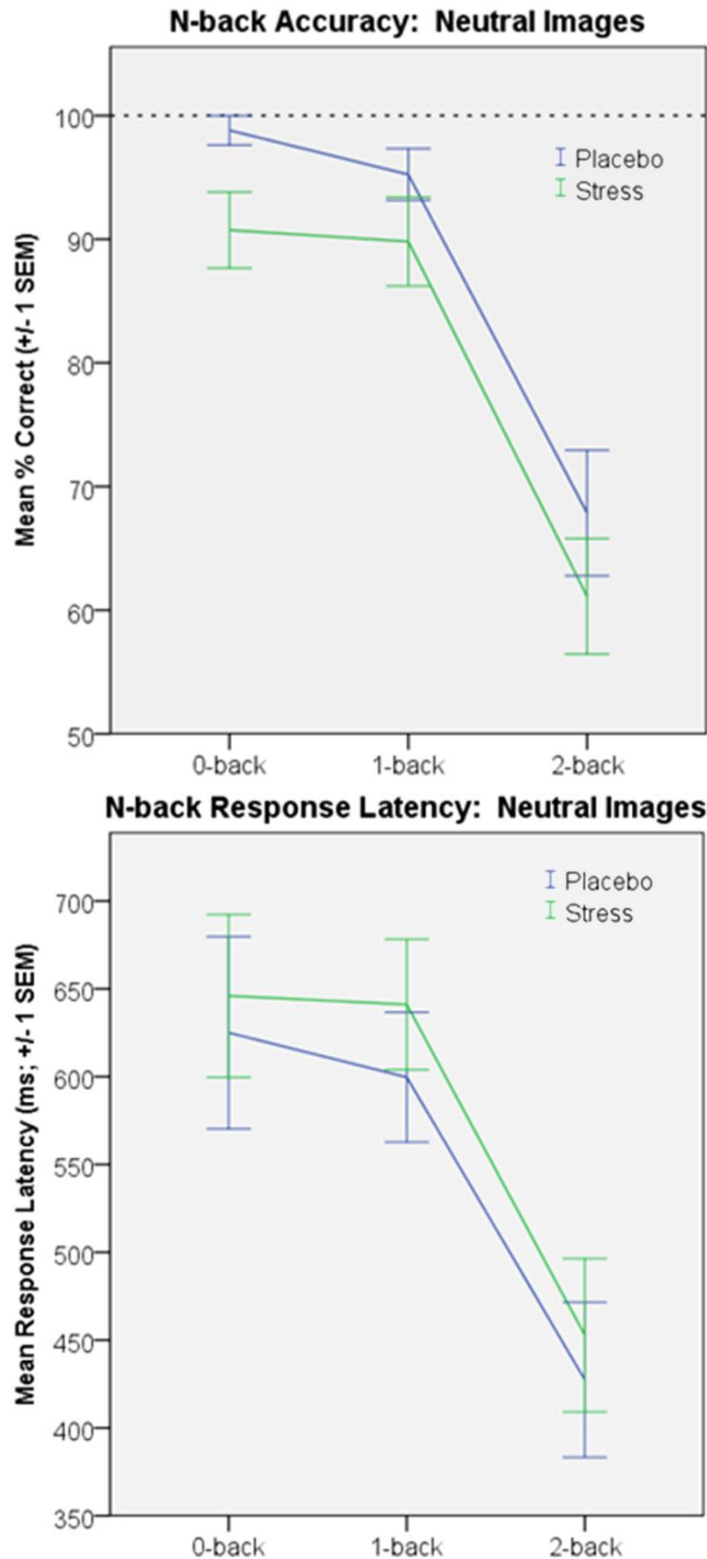 N-back Accuracy:  Neutral Images
Mean % Correct (+/- 1 SEM)
100
90
80
70
60
50
Placebo
Stress
0-back
1-back
2-back
N-back Response Latency:  Neutral Images
Mean Response Latency (ms; +/-1 SEM)
700
650
600
550
500
450
400
350
Placebo
Stress
0-back
1-back
2-back